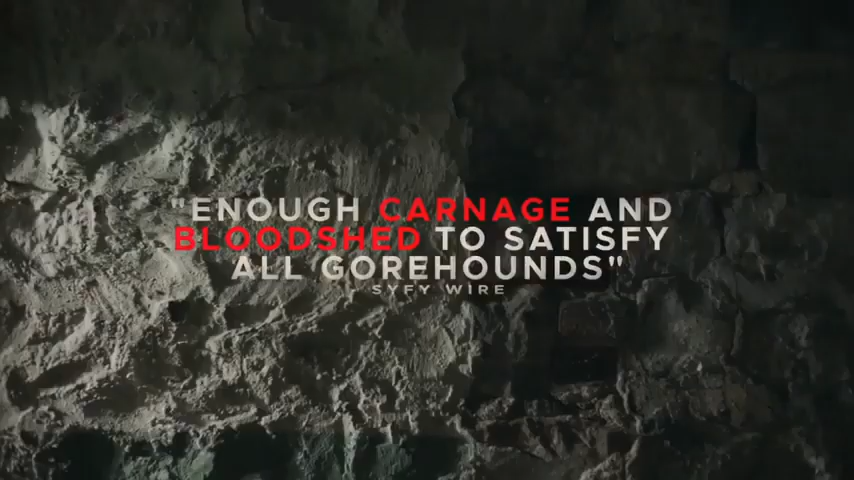 "ENOUGH CARNAGE AND
BLOODSHED TO SATISFY
ALL GOREHOUNDS"
SYFY WIRE